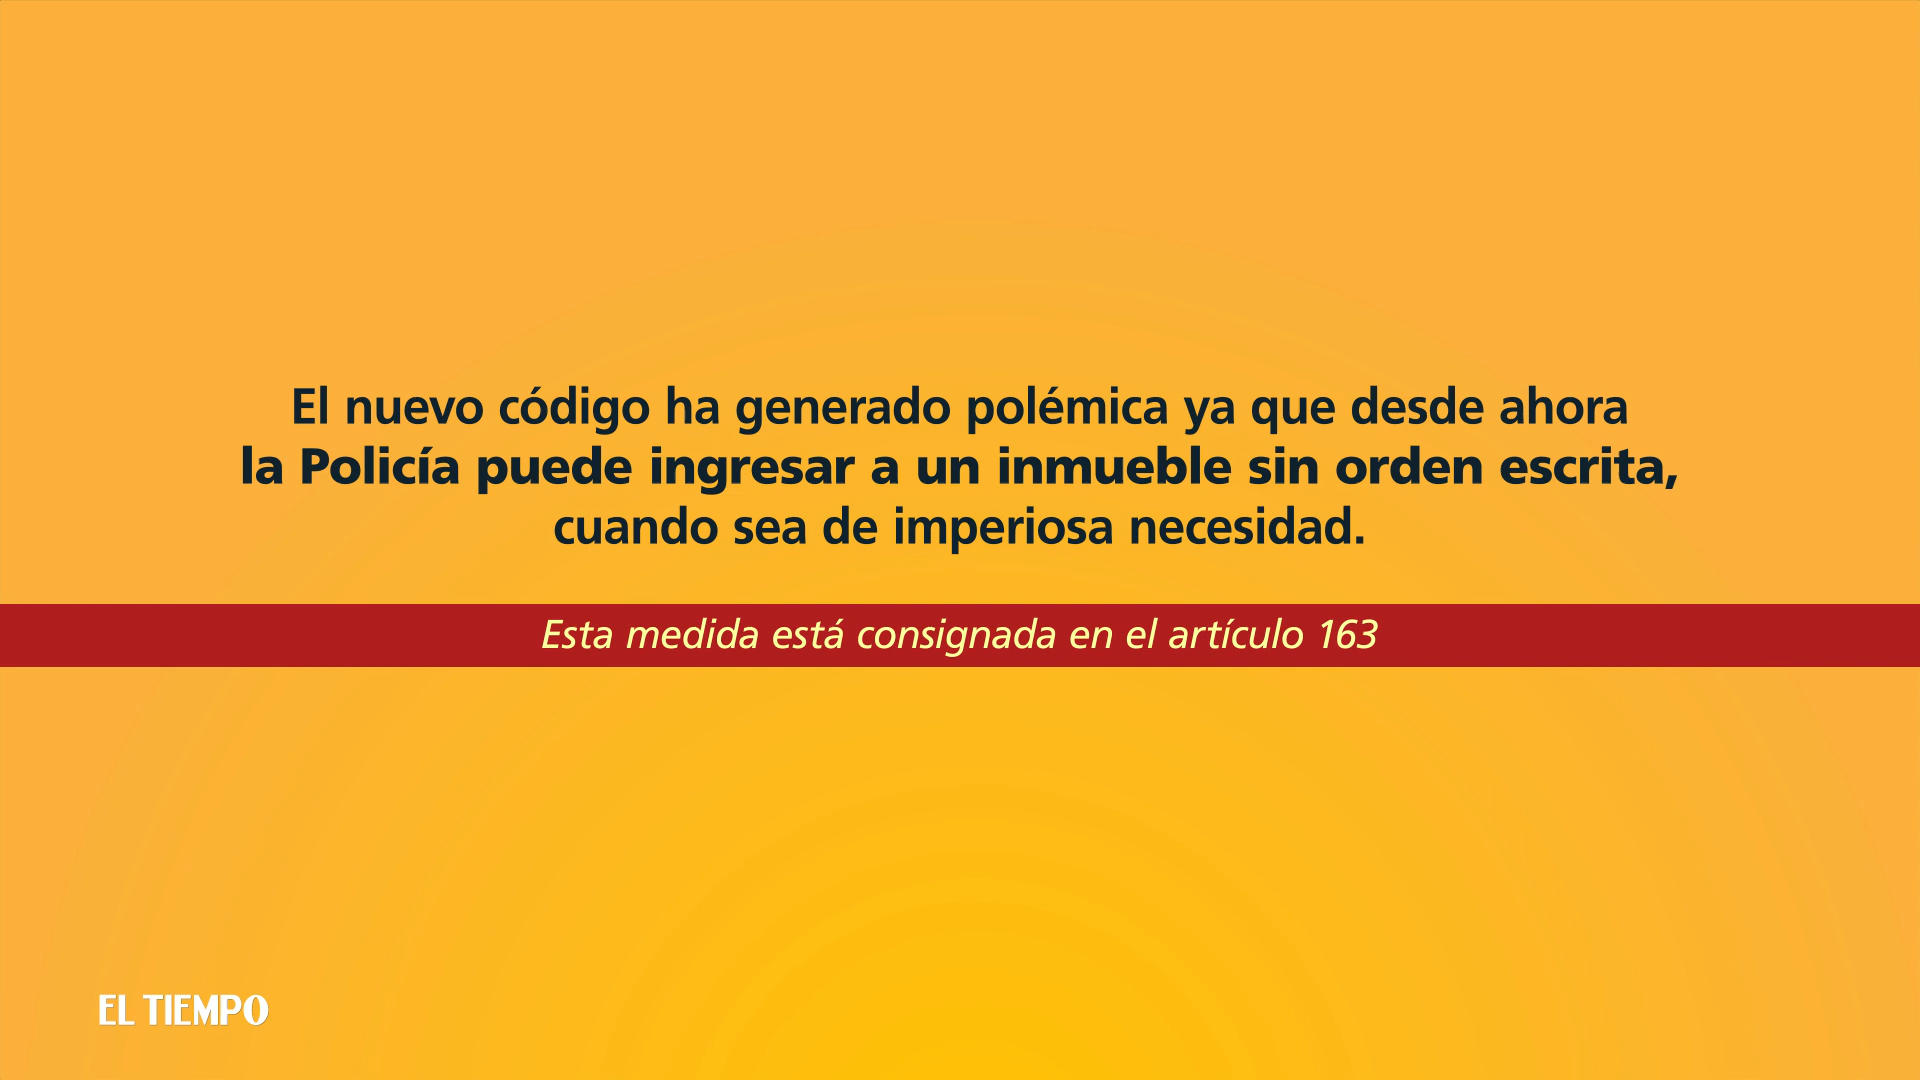 El nuevo código ha generado polémica ya que desde ahora
la Policía puede ingresar a un inmueble sin orden escrita,
cuando sea de imperiosa necesidad.
Esta medida está consignada en el artículo 163
EL TIEMPO